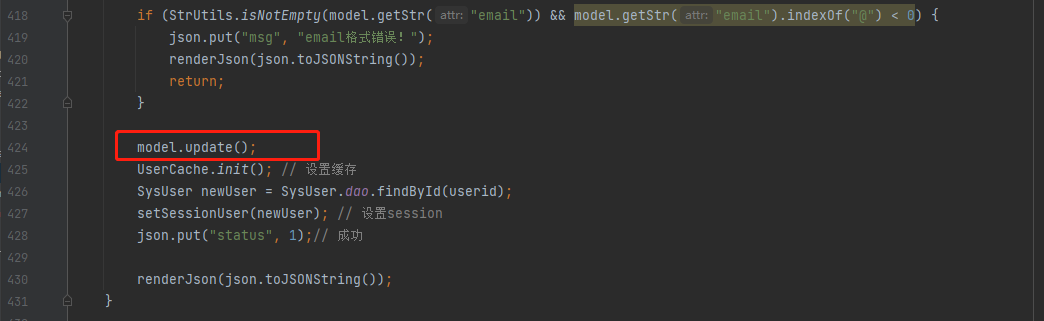 418 if (StrUtils.isNotEmpty(model.getStr( attr: "email")) && model.getStr( attr: "email").indexOf("@") < 0) {
419 json.put("msg", "email格式错误!");
420 renderJson(json.toJSONString());
421 return;
422 }
423
424 model.update();
425 UserCache.init(); // 设置缓存
426 SysUser newUser = SysUser.dao.findById(userid);
427 setSessionUser(newUser); // 设置session
428 json.put("status", 1);// 成功
429
430 renderJson(json.toJSONString());
431 }